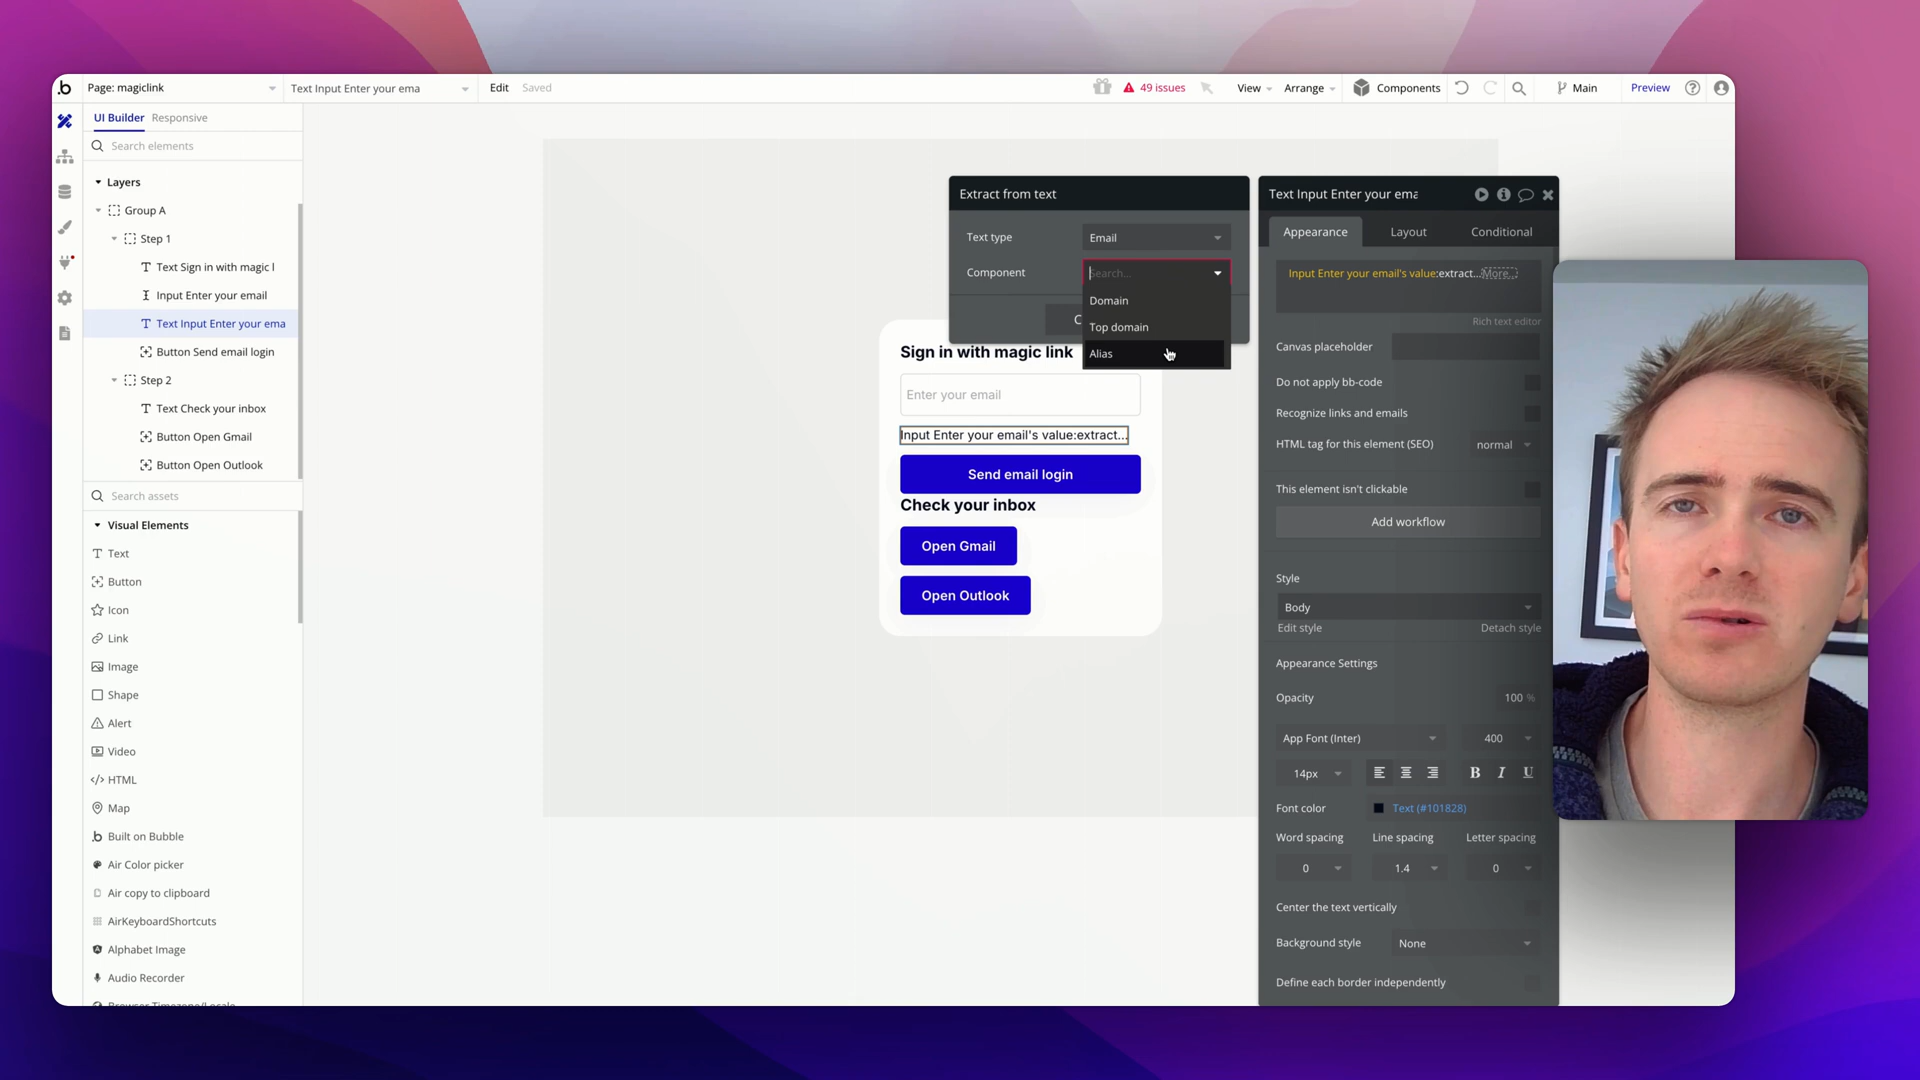 Page: magiclink
Text Input Enter your ema
Edit
Saved
49 issues
View
Arrange
Components
Main
Preview
UI Builder
Responsive
Search elements
Layers
Group A
Step 1
Text Sign in with magic l
Input Enter your email
Text Input Enter your ema
Button Send email login
Step 2
Text Check your inbox
Button Open Gmail
Button Open Outlook
Search assets
Visual Elements
Text
Button
Icon
Link
Image
Shape
Alert
Video
</> HTML
Map
Built on Bubble
Air Color picker
Air copy to clipboard
AirKeyboardShortcuts
Alphabet Image
Audio Recorder
Browser Timezone/Locale
Extract from text
Text type
Email
Component
Search...
Domain
Top domain
Alias
C
Sign in with magic link
Enter your email
Input Enter your email's value:extract...
Send email login
Check your inbox
Open Gmail
Open Outlook
Text Input Enter your ema
Appearance
Layout
Conditional
Input Enter your email's value:extract...More...
Rich text editor
Canvas placeholder
Do not apply bb-code
Recognize links and emails
HTML tag for this element (SEO)
normal
This element isn't clickable
Add workflow
Style
Body
Edit style
Detach style
Appearance Settings
Opacity
100 %
App Font (Inter)
400
14px
B
I
U
Font color
Text (#101828)
Word spacing
Line spacing
Letter spacing
0
1.4
0
Center the text vertically
Background style
None
Define each border independently